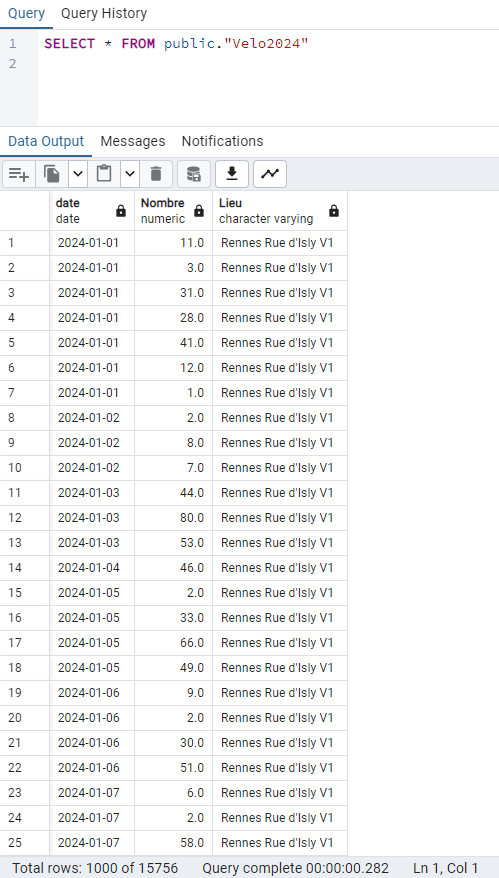 Query Query History
1 SELECT * FROM public."Velo2024"
2
Data Output Messages Notifications
date Nombre Lieu
date numeric character varying
1 2024-01-01 11.0 Rennes Rue d'Isly V1
2 2024-01-01 3.0 Rennes Rue d'Isly V1
3 2024-01-01 31.0 Rennes Rue d'Isly V1
4 2024-01-01 28.0 Rennes Rue d'Isly V1
5 2024-01-01 41.0 Rennes Rue d'Isly V1
6 2024-01-01 12.0 Rennes Rue d'Isly V1
7 2024-01-01 1.0 Rennes Rue d'Isly V1
8 2024-01-02 2.0 Rennes Rue d'Isly V1
9 2024-01-02 8.0 Rennes Rue d'Isly V1
10 2024-01-02 7.0 Rennes Rue d'Isly V1
11 2024-01-03 44.0 Rennes Rue d'Isly V1
12 2024-01-03 80.0 Rennes Rue d'Isly V1
13 2024-01-03 53.0 Rennes Rue d'Isly V1
14 2024-01-04 46.0 Rennes Rue d'Isly V1
15 2024-01-05 2.0 Rennes Rue d'Isly V1
16 2024-01-05 33.0 Rennes Rue d'Isly V1
17 2024-01-05 66.0 Rennes Rue d'Isly V1
18 2024-01-05 49.0 Rennes Rue d'Isly V1
19 2024-01-06 9.0 Rennes Rue d'Isly V1
20 2024-01-06 2.0 Rennes Rue d'Isly V1
21 2024-01-06 30.0 Rennes Rue d'Isly V1
22 2024-01-06 51.0 Rennes Rue d'Isly V1
23 2024-01-07 6.0 Rennes Rue d'Isly V1
24 2024-01-07 2.0 Rennes Rue d'Isly V1
25 2024-01-07 58.0 Rennes Rue d'Isly V1
Total rows: 1000 of 15756 Query complete 00:00:00.282 Ln 1, Col 1